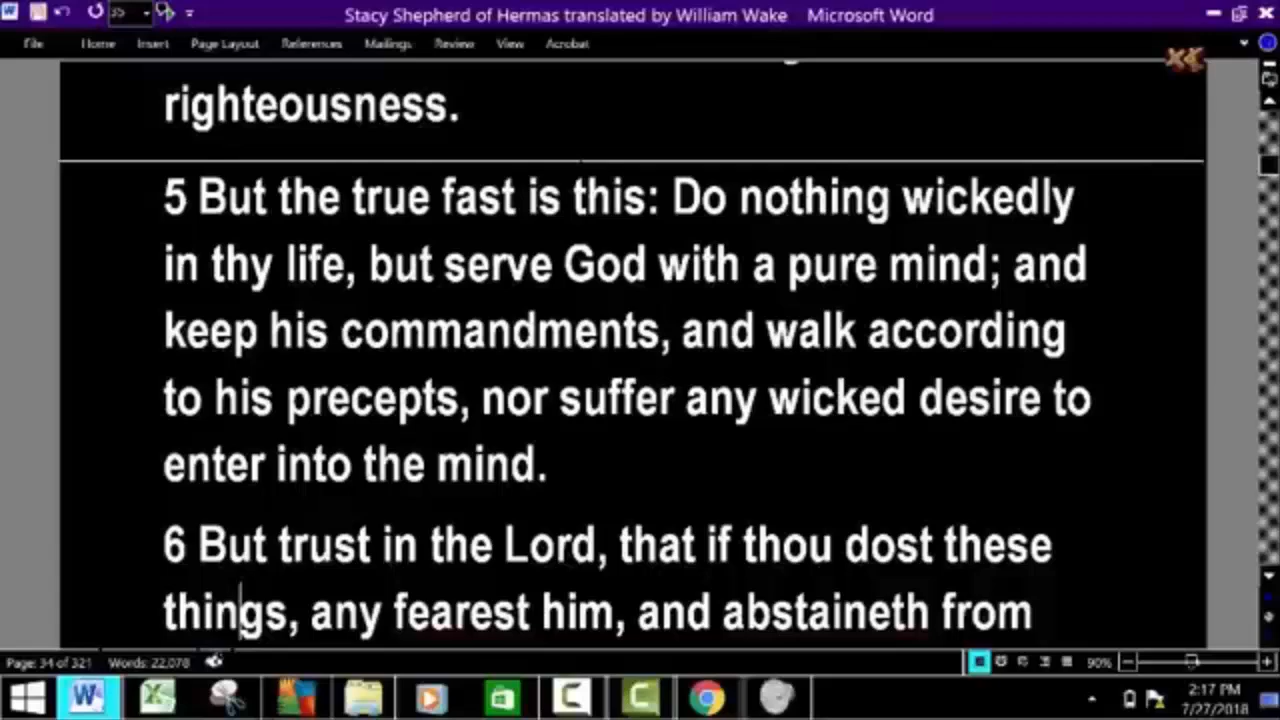 35
Stacy Shepherd of Hermas translated by William Wake Microsoft Word
File Home Insert Page Layout References Mailings Review View Acrobat
righteousness.
5 But the true fast is this: Do nothing wickedly
in thy life, but serve God with a pure mind; and
keep his commandments, and walk according
to his precepts, nor suffer any wicked desire to
enter into the mind.
6 But trust in the Lord, that if thou dost these
things, any fearest him, and abstaineth from
Page: 34 of 321 Words: 22,078 90%
2:17 PM
7/27/2018